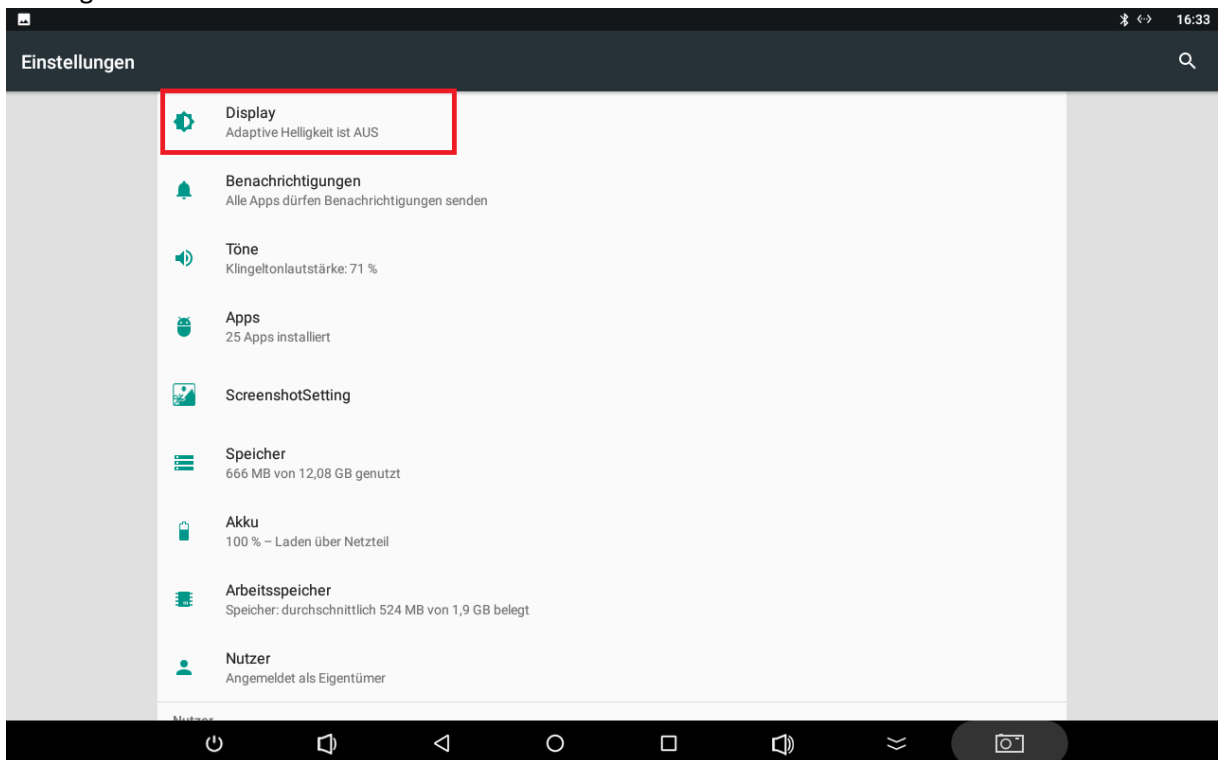 16:33
Einstellungen
Display
Adaptive Helligkeit ist AUS
Benachrichtigungen
Alle Apps dürfen Benachrichtigungen senden
Töne
Klingeltonlautstärke: 71 %
Apps
25 Apps installiert
ScreenshotSetting
Speicher
666 MB von 12,08 GB genutzt
Akku
100 % – Laden über Netzteil
Arbeitsspeicher
Speicher: durchschnittlich 524 MB von 1,9 GB belegt
Nutzer
Angemeldet als Eigentümer
Nutzer